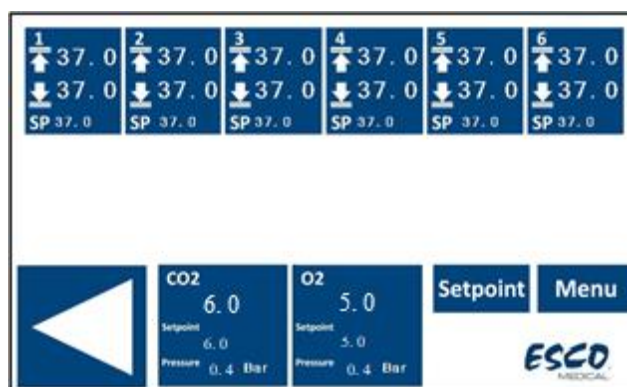 1 2 3 4 5 6
37.0 37.0 37.0 37.0 37.0 37.0
37.0 37.0 37.0 37.0 37.0 37.0
SP 37.0 SP 37.0 SP 37.0 SP 37.0 SP 37.0 SP 37.0
CO2
6.0
Setpoint
6.0
Pressure 0.4 Bar
O2
5.0
Setpoint
5.0
Pressure 0.4 Bar
Setpoint
Menu
ESCO
MEDICAL